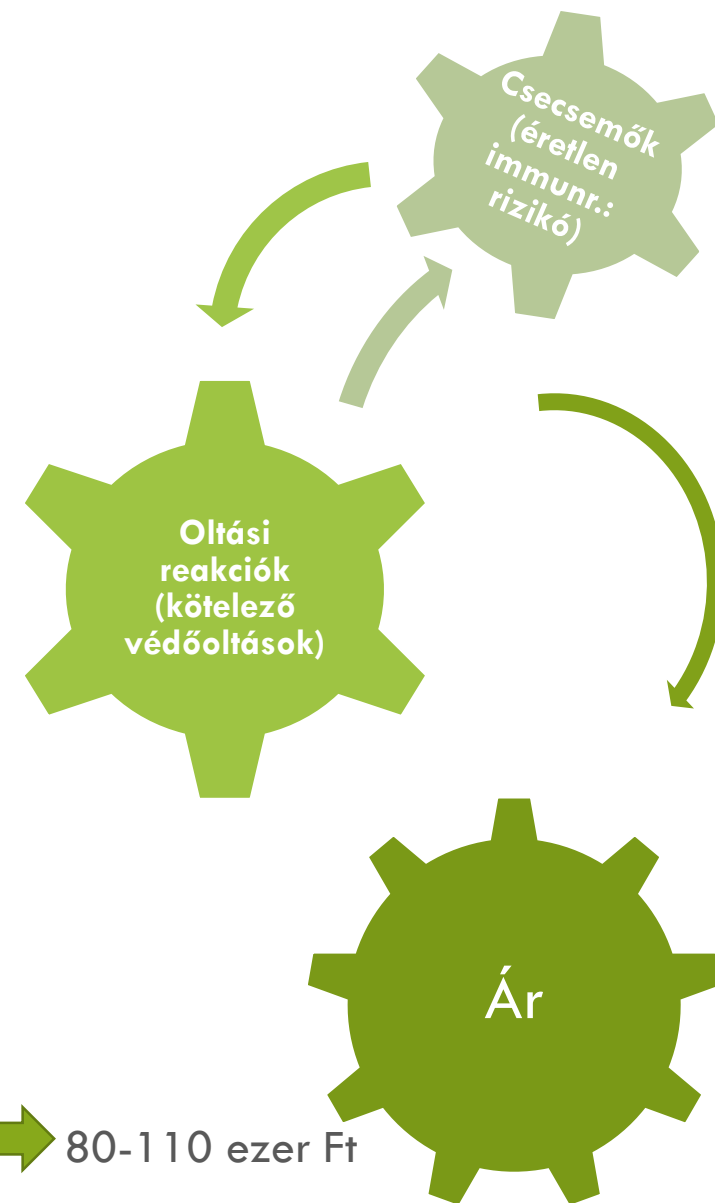 Csecsemők
(éretlen
immunr.:
rizikó)
Oltási
reakciók
(kötelező
védőoltások)
Ár
80-110 ezer Ft